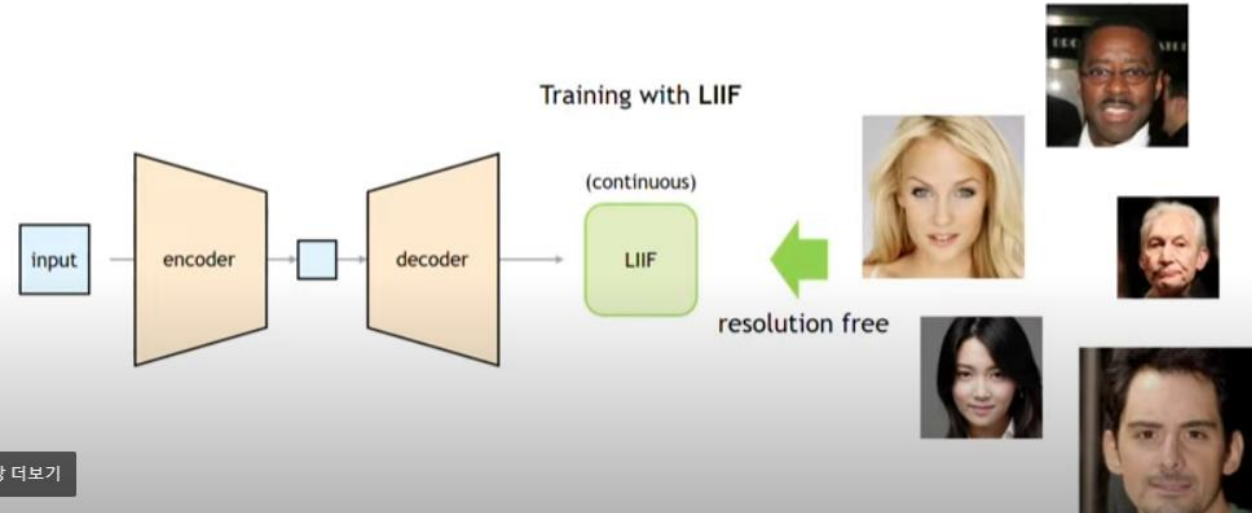 Training with LIIF
(continuous)
input
encoder
decoder
LIIF
resolution free
더보기